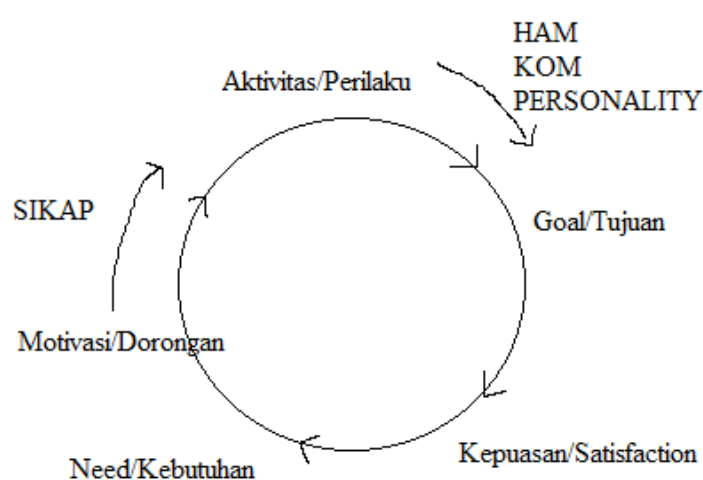 HAM
KOM
PERSONALITY
Aktivitas/Perilaku
SIKAP
Goal/Tujuan
Motivasi/Dorongan
Kepuasan/Satisfaction
Need/Kebutuhan